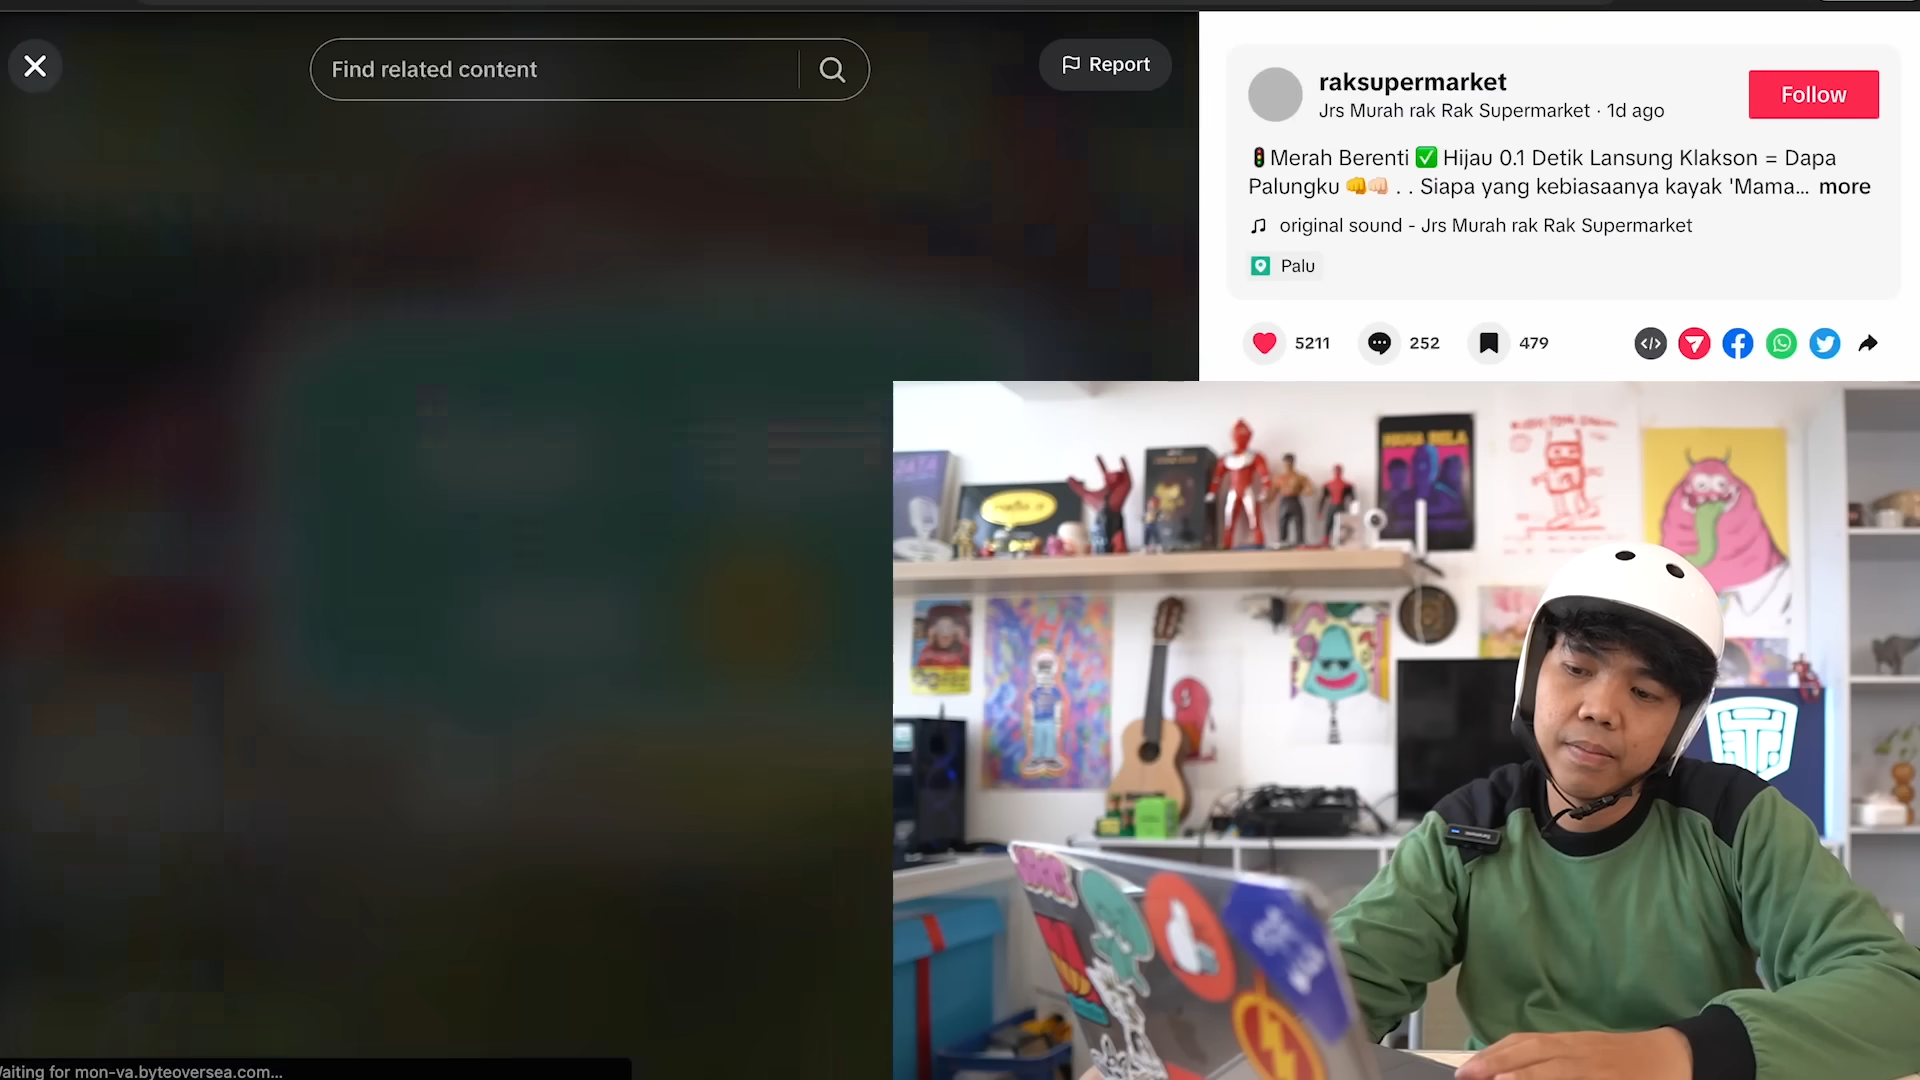 Find related content
Report
raksupermarket
Jrs Murah rak Rak Supermarket · 1d ago
Follow
🚦Merah Berenti ✅ Hijau 0.1 Detik Lansung Klakson = Dapa
Palungku 👊👊🏻 . . Siapa yang kebiasaanya kayak 'Mama... more
original sound - Jrs Murah rak Rak Supermarket
Palu
5211
252
479
aiting for mon-va.byteoversea.com...